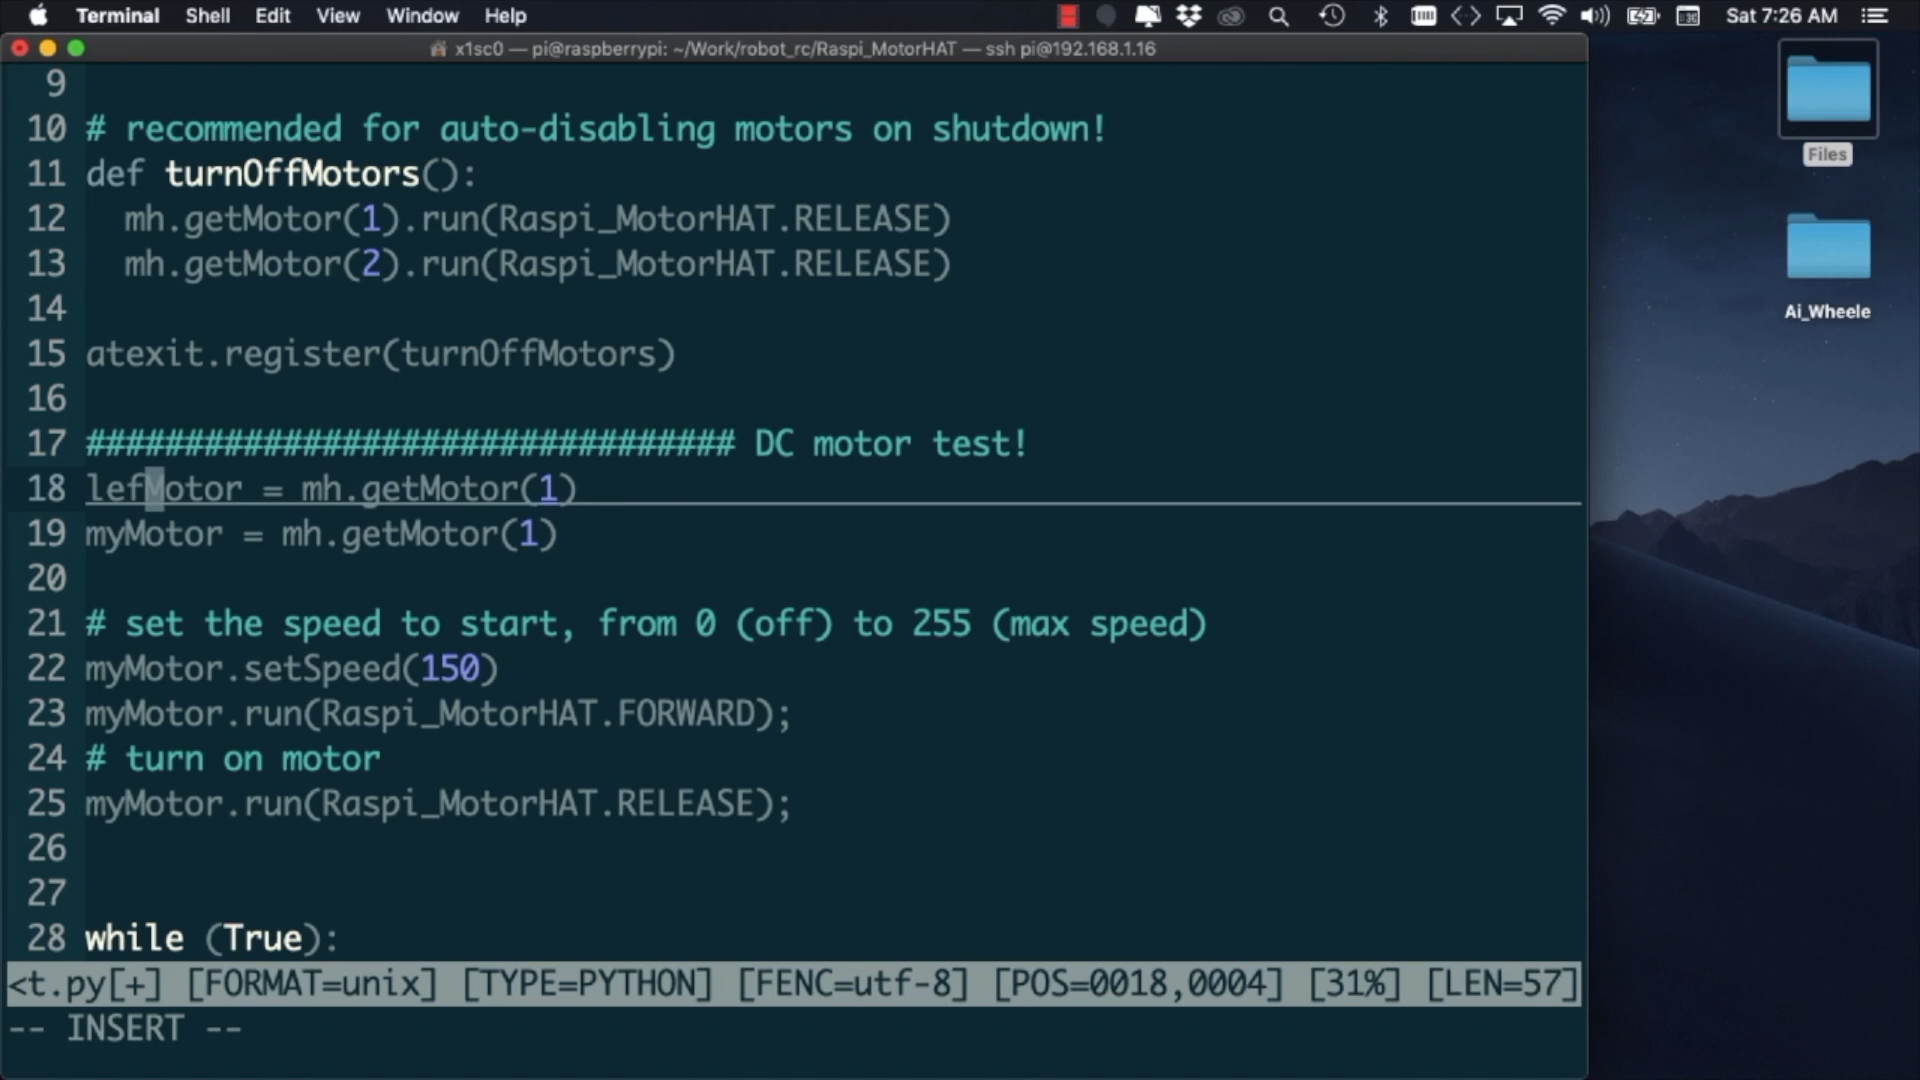 Terminal Shell Edit View Window Help Sat 7:26 AM
x1sc0 — pi@raspberrypi: ~/Work/robot_rc/Raspi_MotorHAT — ssh pi@192.168.1.16
Files
Ai_Wheele
9
10 # recommended for auto-disabling motors on shutdown!
11 def turnOffMotors():
12 mh.getMotor(1).run(Raspi_MotorHAT.RELEASE)
13 mh.getMotor(2).run(Raspi_MotorHAT.RELEASE)
14
15 atexit.register(turnOffMotors)
16
17 ################################# DC motor test!
18 lefMotor = mh.getMotor(1)
19 myMotor = mh.getMotor(1)
20
21 # set the speed to start, from 0 (off) to 255 (max speed)
22 myMotor.setSpeed(150)
23 myMotor.run(Raspi_MotorHAT.FORWARD);
24 # turn on motor
25 myMotor.run(Raspi_MotorHAT.RELEASE);
26
27
28 while (True):
<t.py[+] [FORMAT=unix] [TYPE=PYTHON] [FENC=utf-8] [POS=0018,0004] [31%] [LEN=57]
-- INSERT --